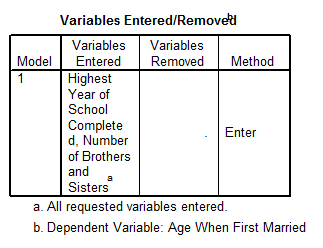 Variables Entered/Removed b
Model
Variables
Entered
Variables
Removed
Method
1
Highest
Year of
School
Complete
d, Number
of Brothers
and
Sisters a
.
Enter
a. All requested variables entered.
b. Dependent Variable: Age When First Married